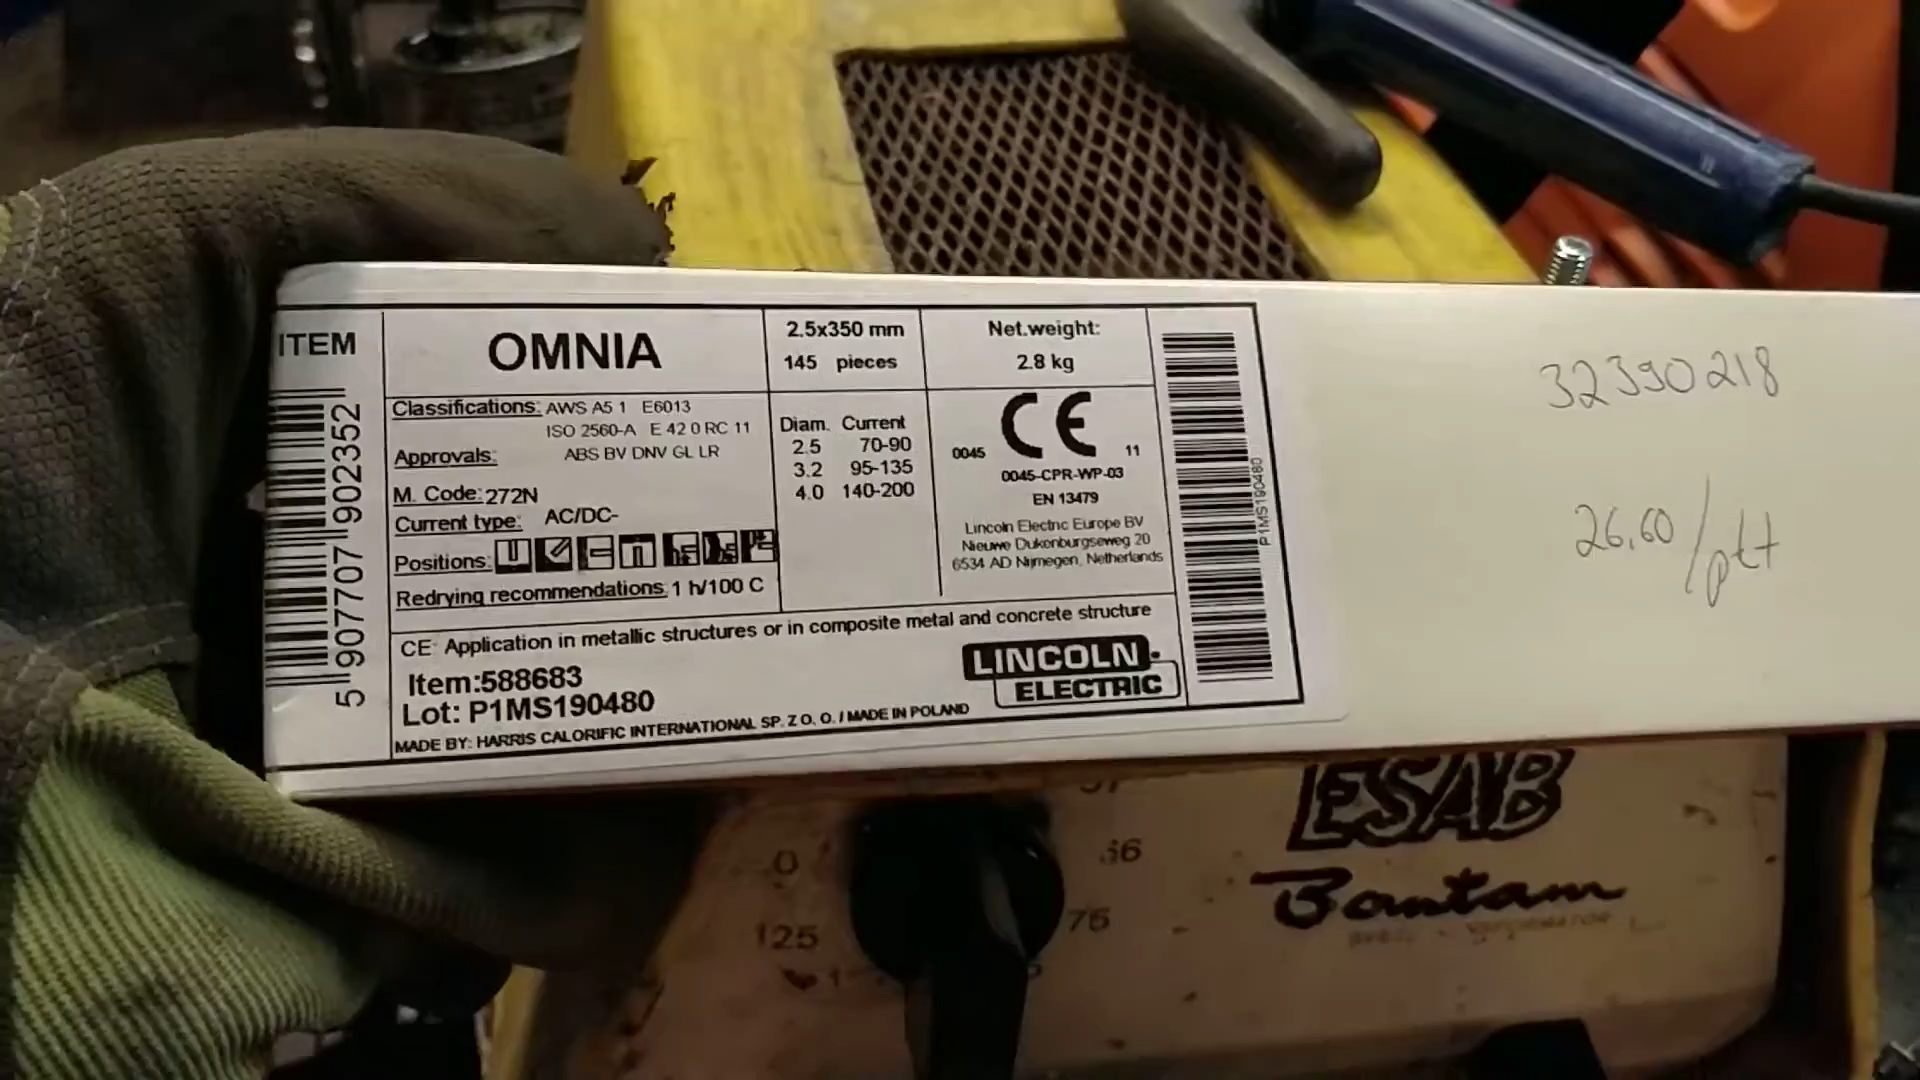 ITEM
5 907707 902352
OMNIA
2.5x350 mm
145 pieces
Net.weight:
2.8 kg
Classifications: AWS A5 1 E6013
ISO 2560-A E 42 0 RC 11
Approvals: ABS BV DNV GL LR
M. Code: 272N
Current type: AC/DC-
Positions:
Redrying recommendations: 1 h/100 C
Diam. Current
2.5 70-90
3.2 95-135
4.0 140-200
CE
0045
11
0045-CPR-WP-03
EN 13479
Lincoln Electric Europe BV
Nieuwe Dukenburgseweg 20
6534 AD Nijmegen, Netherlands
P1MS190480
CE: Application in metallic structures or in composite metal and concrete structure
Item:588683
Lot: P1MS190480
LINCOLN
ELECTRIC
MADE BY: HARRIS CALORIFIC INTERNATIONAL SP. Z O. O. / MADE IN POLAND
32390218
26,60/pkt
ESAB
Bantam
125
75